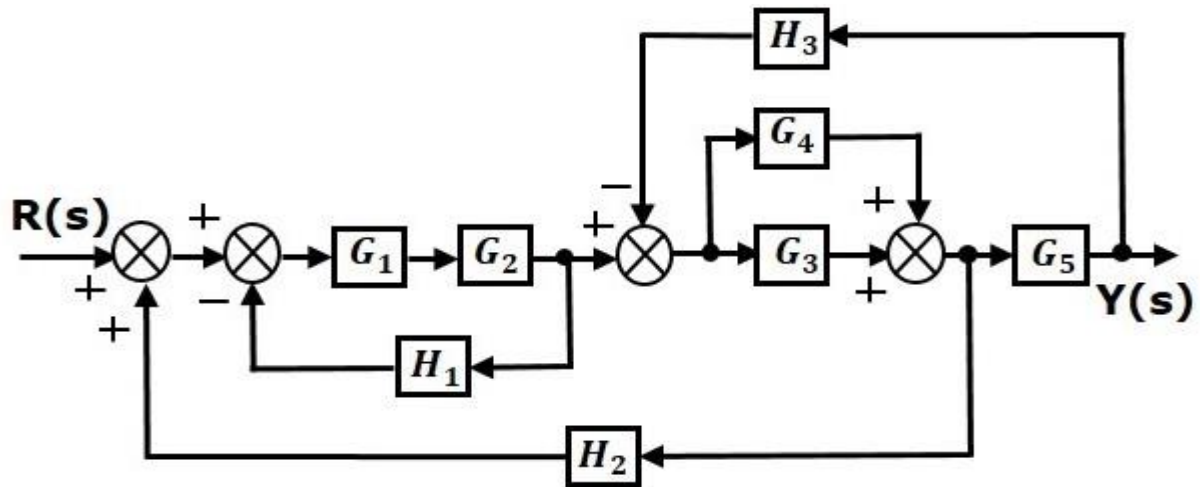 H₃
G₄
−
+
R(s)
+
+
G₁
G₂
G₃
G₅
+
−
+
+
Y(s)
H₁
H₂